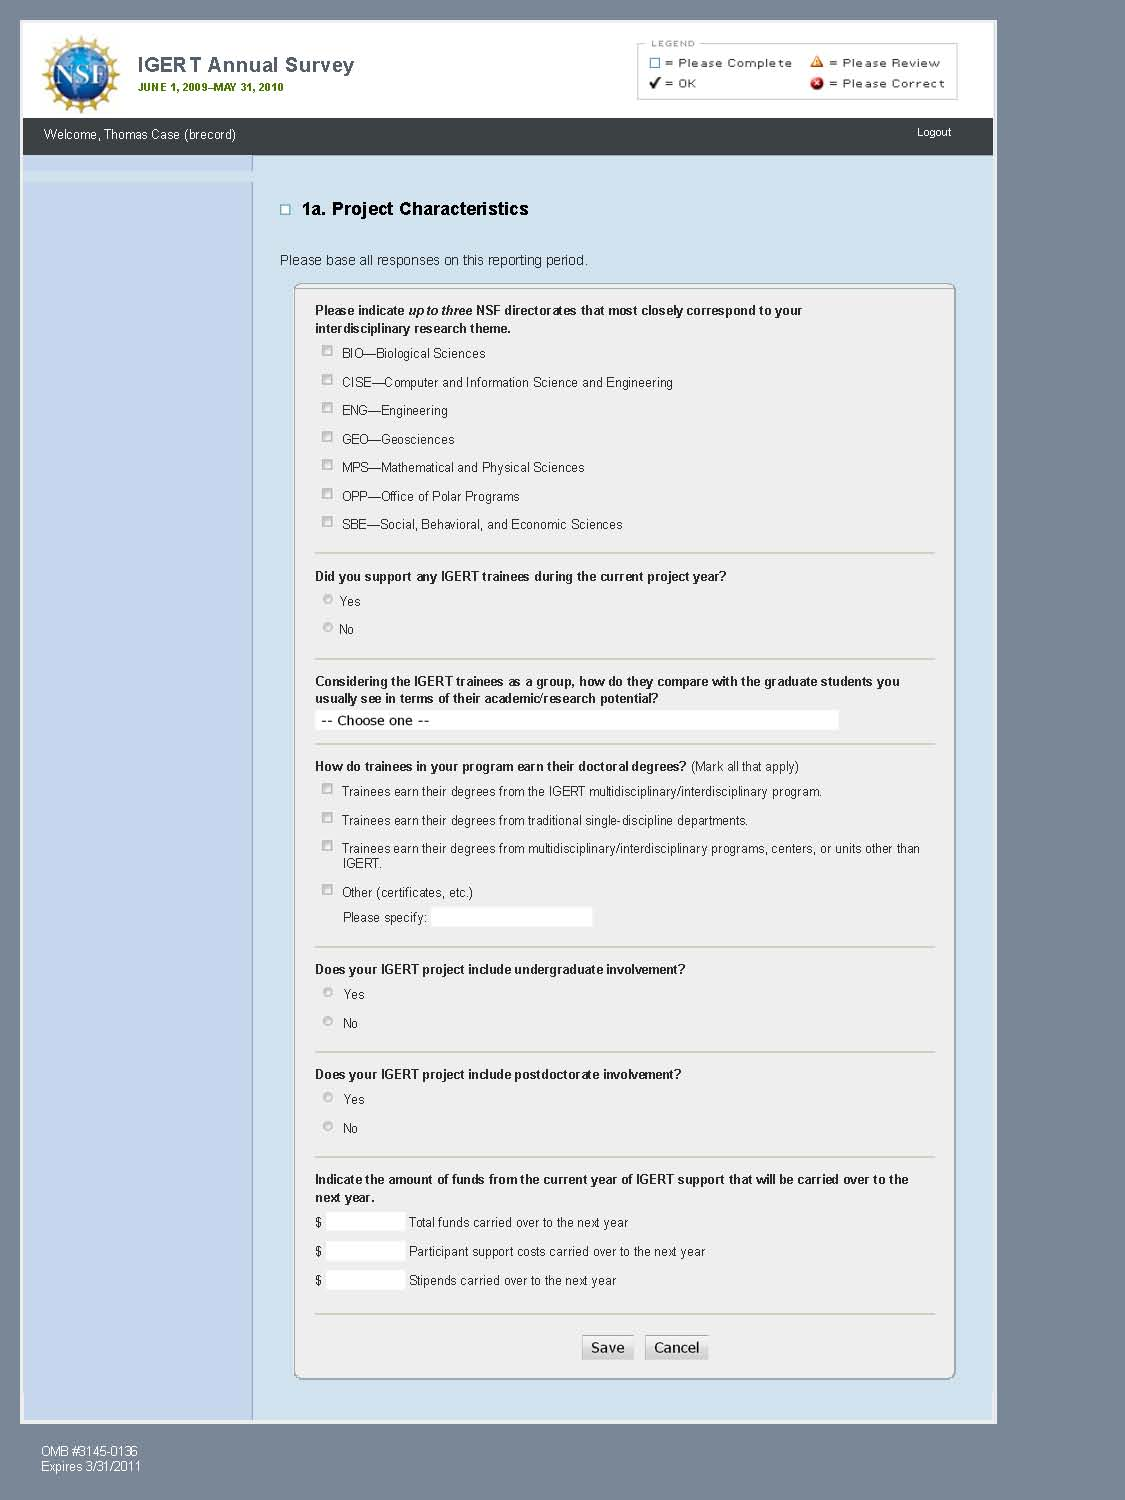 NSF
IGERT Annual Survey
JUNE 1, 2009–MAY 31, 2010
LEGEND
= Please Complete
= Please Review
= OK
= Please Correct
Welcome, Thomas Case (brecord)
Logout
1a. Project Characteristics
Please base all responses on this reporting period.
Please indicate up to three NSF directorates that most closely correspond to your
interdisciplinary research theme.
BIO—Biological Sciences
CISE—Computer and Information Science and Engineering
ENG—Engineering
GEO—Geosciences
MPS—Mathematical and Physical Sciences
OPP—Office of Polar Programs
SBE—Social, Behavioral, and Economic Sciences
Did you support any IGERT trainees during the current project year?
Yes
No
Considering the IGERT trainees as a group, how do they compare with the graduate students you
usually see in terms of their academic/research potential?
-- Choose one --
How do trainees in your program earn their doctoral degrees? (Mark all that apply)
Trainees earn their degrees from the IGERT multidisciplinary/interdisciplinary program.
Trainees earn their degrees from traditional single-discipline departments.
Trainees earn their degrees from multidisciplinary/interdisciplinary programs, centers, or units other than
IGERT.
Other (certificates, etc.)
Please specify:
Does your IGERT project include undergraduate involvement?
Yes
No
Does your IGERT project include postdoctorate involvement?
Yes
No
Indicate the amount of funds from the current year of IGERT support that will be carried over to the
next year.
$ Total funds carried over to the next year
$ Participant support costs carried over to the next year
$ Stipends carried over to the next year
Save Cancel
OMB #3145-0136
Expires 3/31/2011